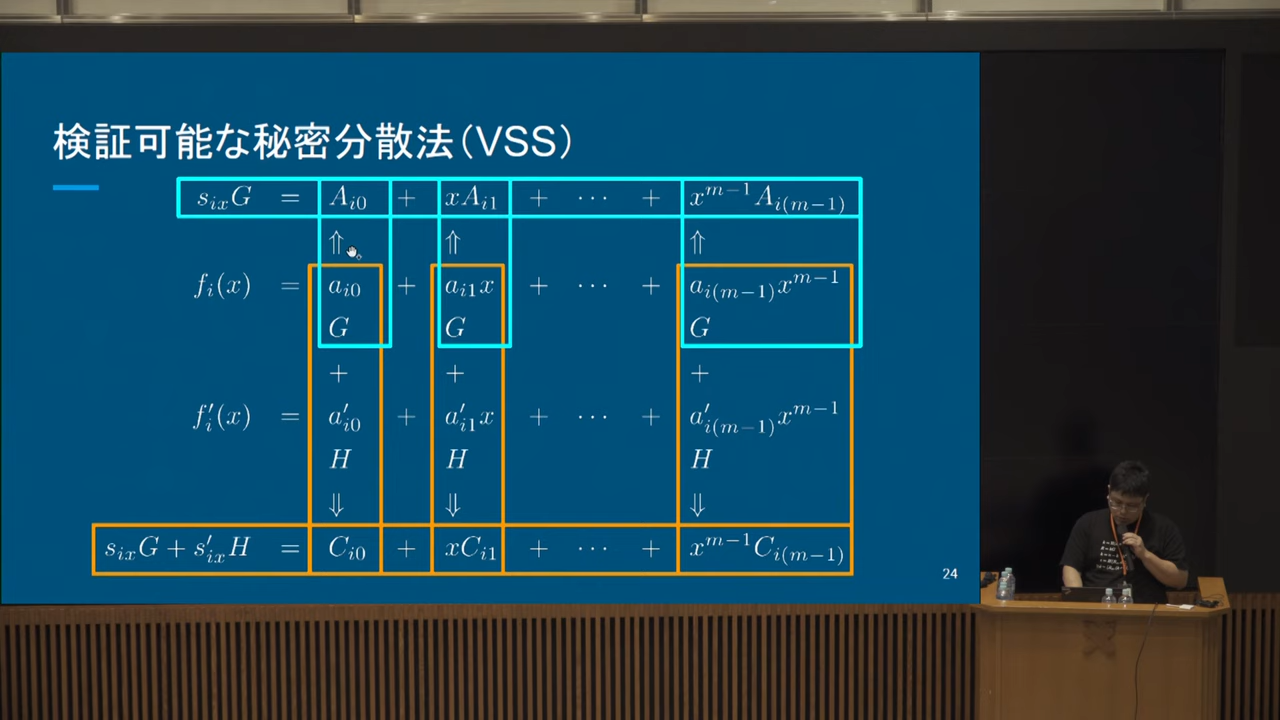 検証可能な秘密分散法（VSS）
s_{ix}G = A_{i0} + xA_{i1} + ⋯ + x^{m−1}A_{i(m−1)}
⇑ ⇑ ⇑
f_i(x) = a_{i0} + a_{i1}x + ⋯ + a_{i(m−1)}x^{m−1}
G G G
+ + +
f′_i(x) = a′_{i0} + a′_{i1}x + ⋯ + a′_{i(m−1)}x^{m−1}
H H H
⇓ ⇓ ⇓
s_{ix}G + s′_{ix}H = C_{i0} + xC_{i1} + ⋯ + x^{m−1}C_{i(m−1)}
24